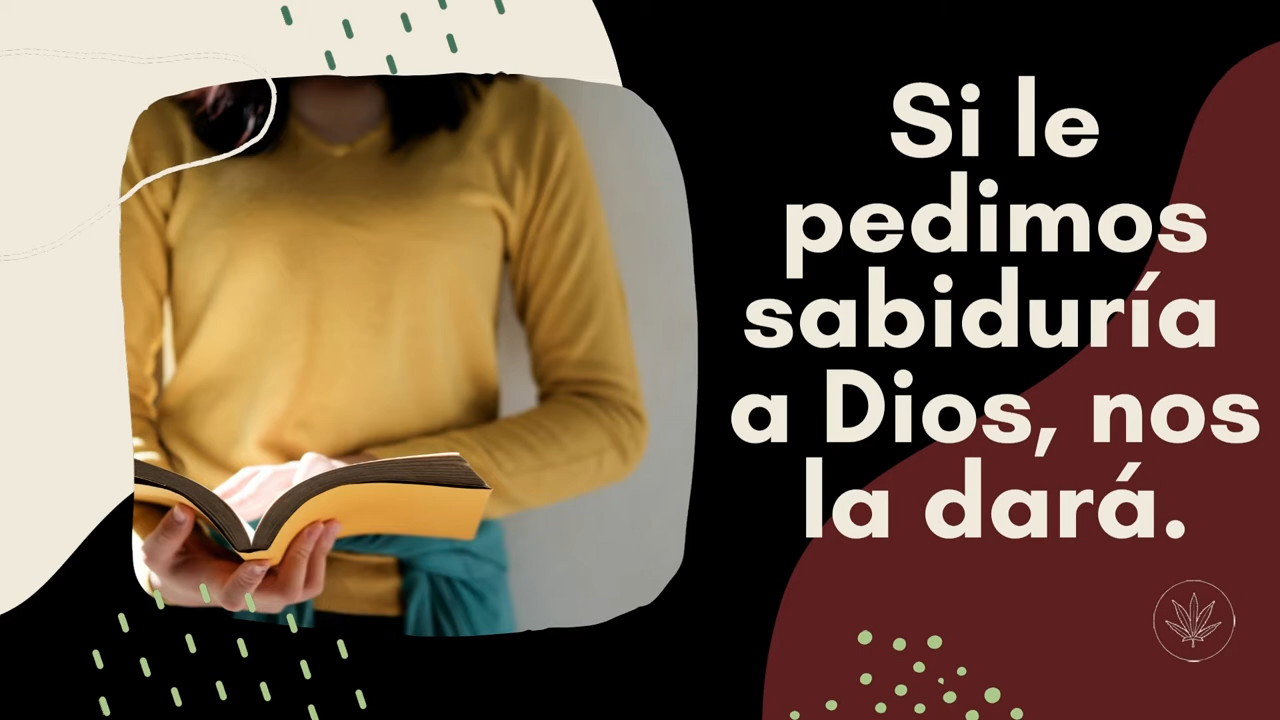 Si le
pedimos
sabiduría
a Dios, nos
la dará.